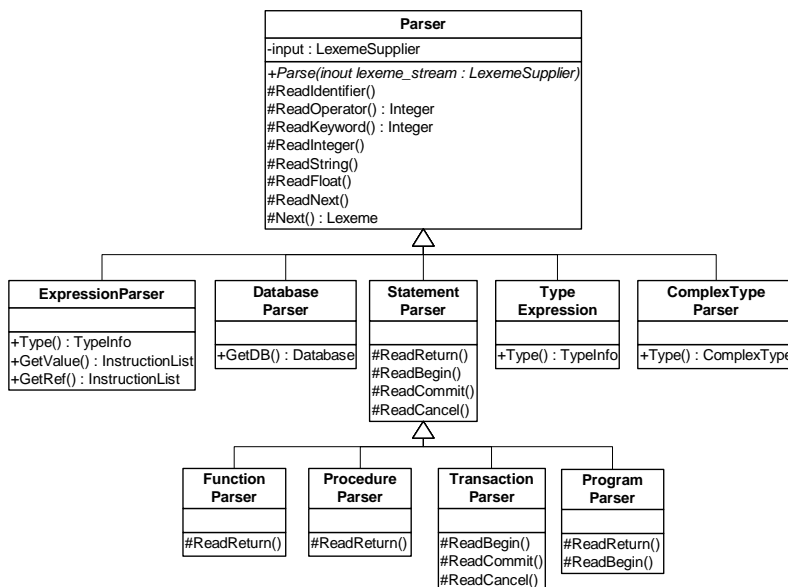 Parser
-input : LexemeSupplier
+Parse(inout lexeme_stream : LexemeSupplier)
#ReadIdentifier()
#ReadOperator() : Integer
#ReadKeyword() : Integer
#ReadInteger()
#ReadString()
#ReadFloat()
#ReadNext()
#Next() : Lexeme
ExpressionParser
+Type() : TypeInfo
+GetValue() : InstructionList
+GetRef() : InstructionList
Database
Parser
+GetDB() : Database
Statement
Parser
#ReadReturn()
#ReadBegin()
#ReadCommit()
#ReadCancel()
Type
Expression
+Type() : TypeInfo
ComplexType
Parser
+Type() : ComplexType
Function
Parser
#ReadReturn()
Procedure
Parser
#ReadReturn()
Transaction
Parser
#ReadBegin()
#ReadCommit()
#ReadCancel()
Program
Parser
#ReadReturn()
#ReadBegin()